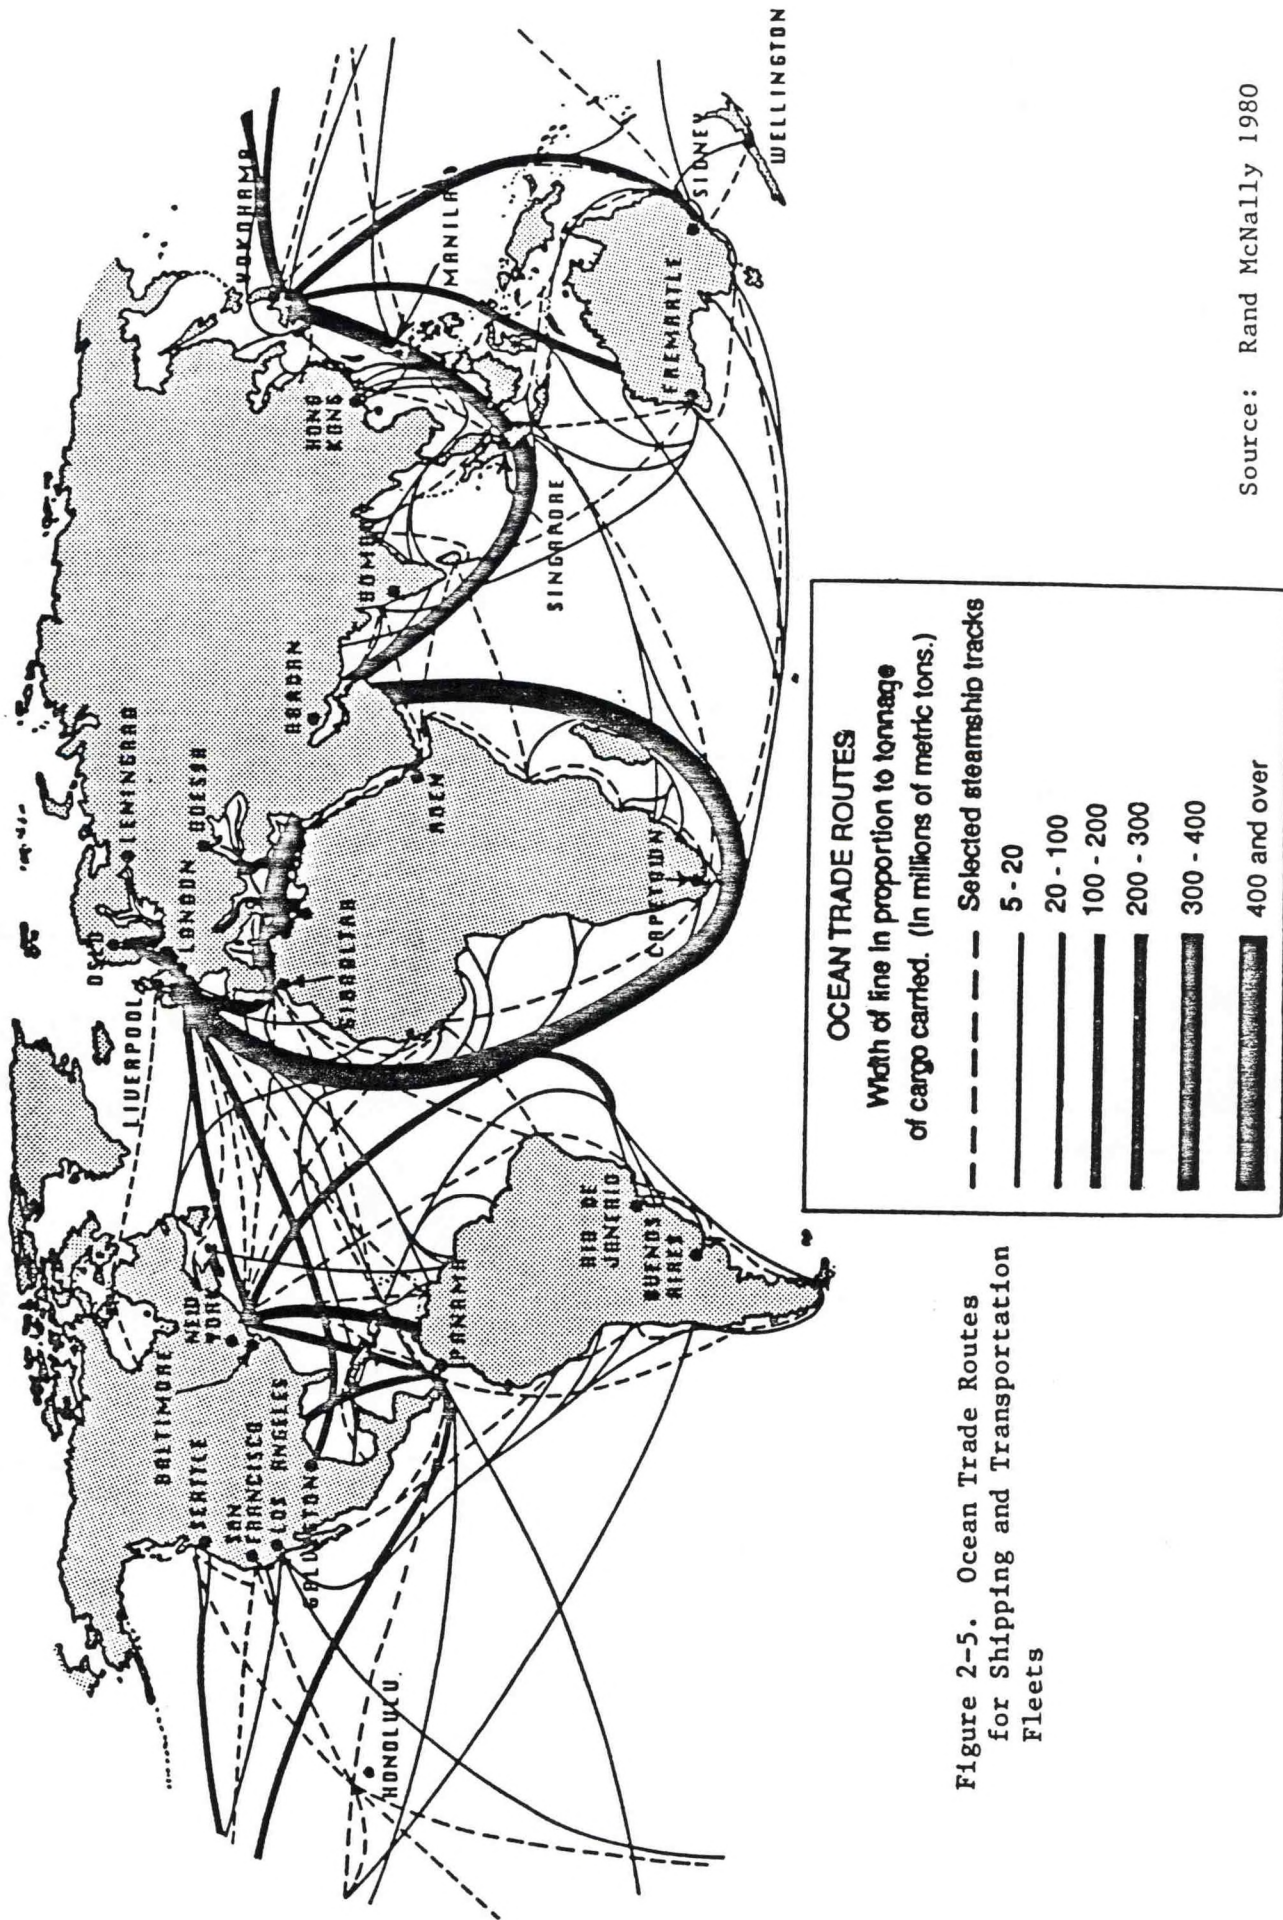 OSLO
LENINGRAD
LIVERPOOL
LONDON
ODESSA
BALTIMORE
NEW
YORK
SEATTLE
SAN
FRANCISCO
LOS ANGELES
GALVESTON
HONOLULU
PANAMA
RIO DE
JANERIO
BUENOS
AIRES
GIBRALTAR
CAPETOWN
ADEN
ABADAN
BOMBAY
HONG
KONG
SINGAPORE
YOKOHAMA
MANILA
FREMANTLE
SIDNEY
WELLINGTON
OCEAN TRADE ROUTES
Width of line in proportion to tonnage
of cargo carried. (In millions of metric tons.)
Selected steamship tracks
5 - 20
20 - 100
100 - 200
200 - 300
300 - 400
400 and over
Figure 2-5. Ocean Trade Routes
for Shipping and Transportation
Fleets
Source: Rand McNally 1980